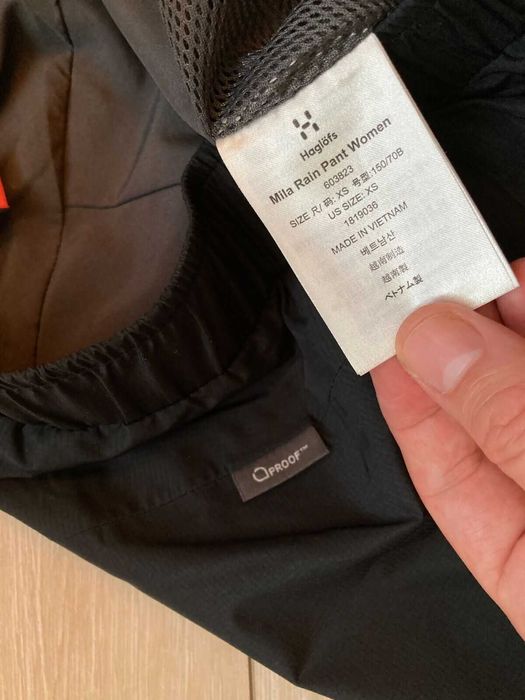 Haglöfs
Mila Rain Pant Women
603823
SIZE 尺/码: XS 号型:150/70B
US SIZE: XS
1819036
MADE IN VIETNAM
베트남산
越南制造
越南製
ベトナム製
PROOF™